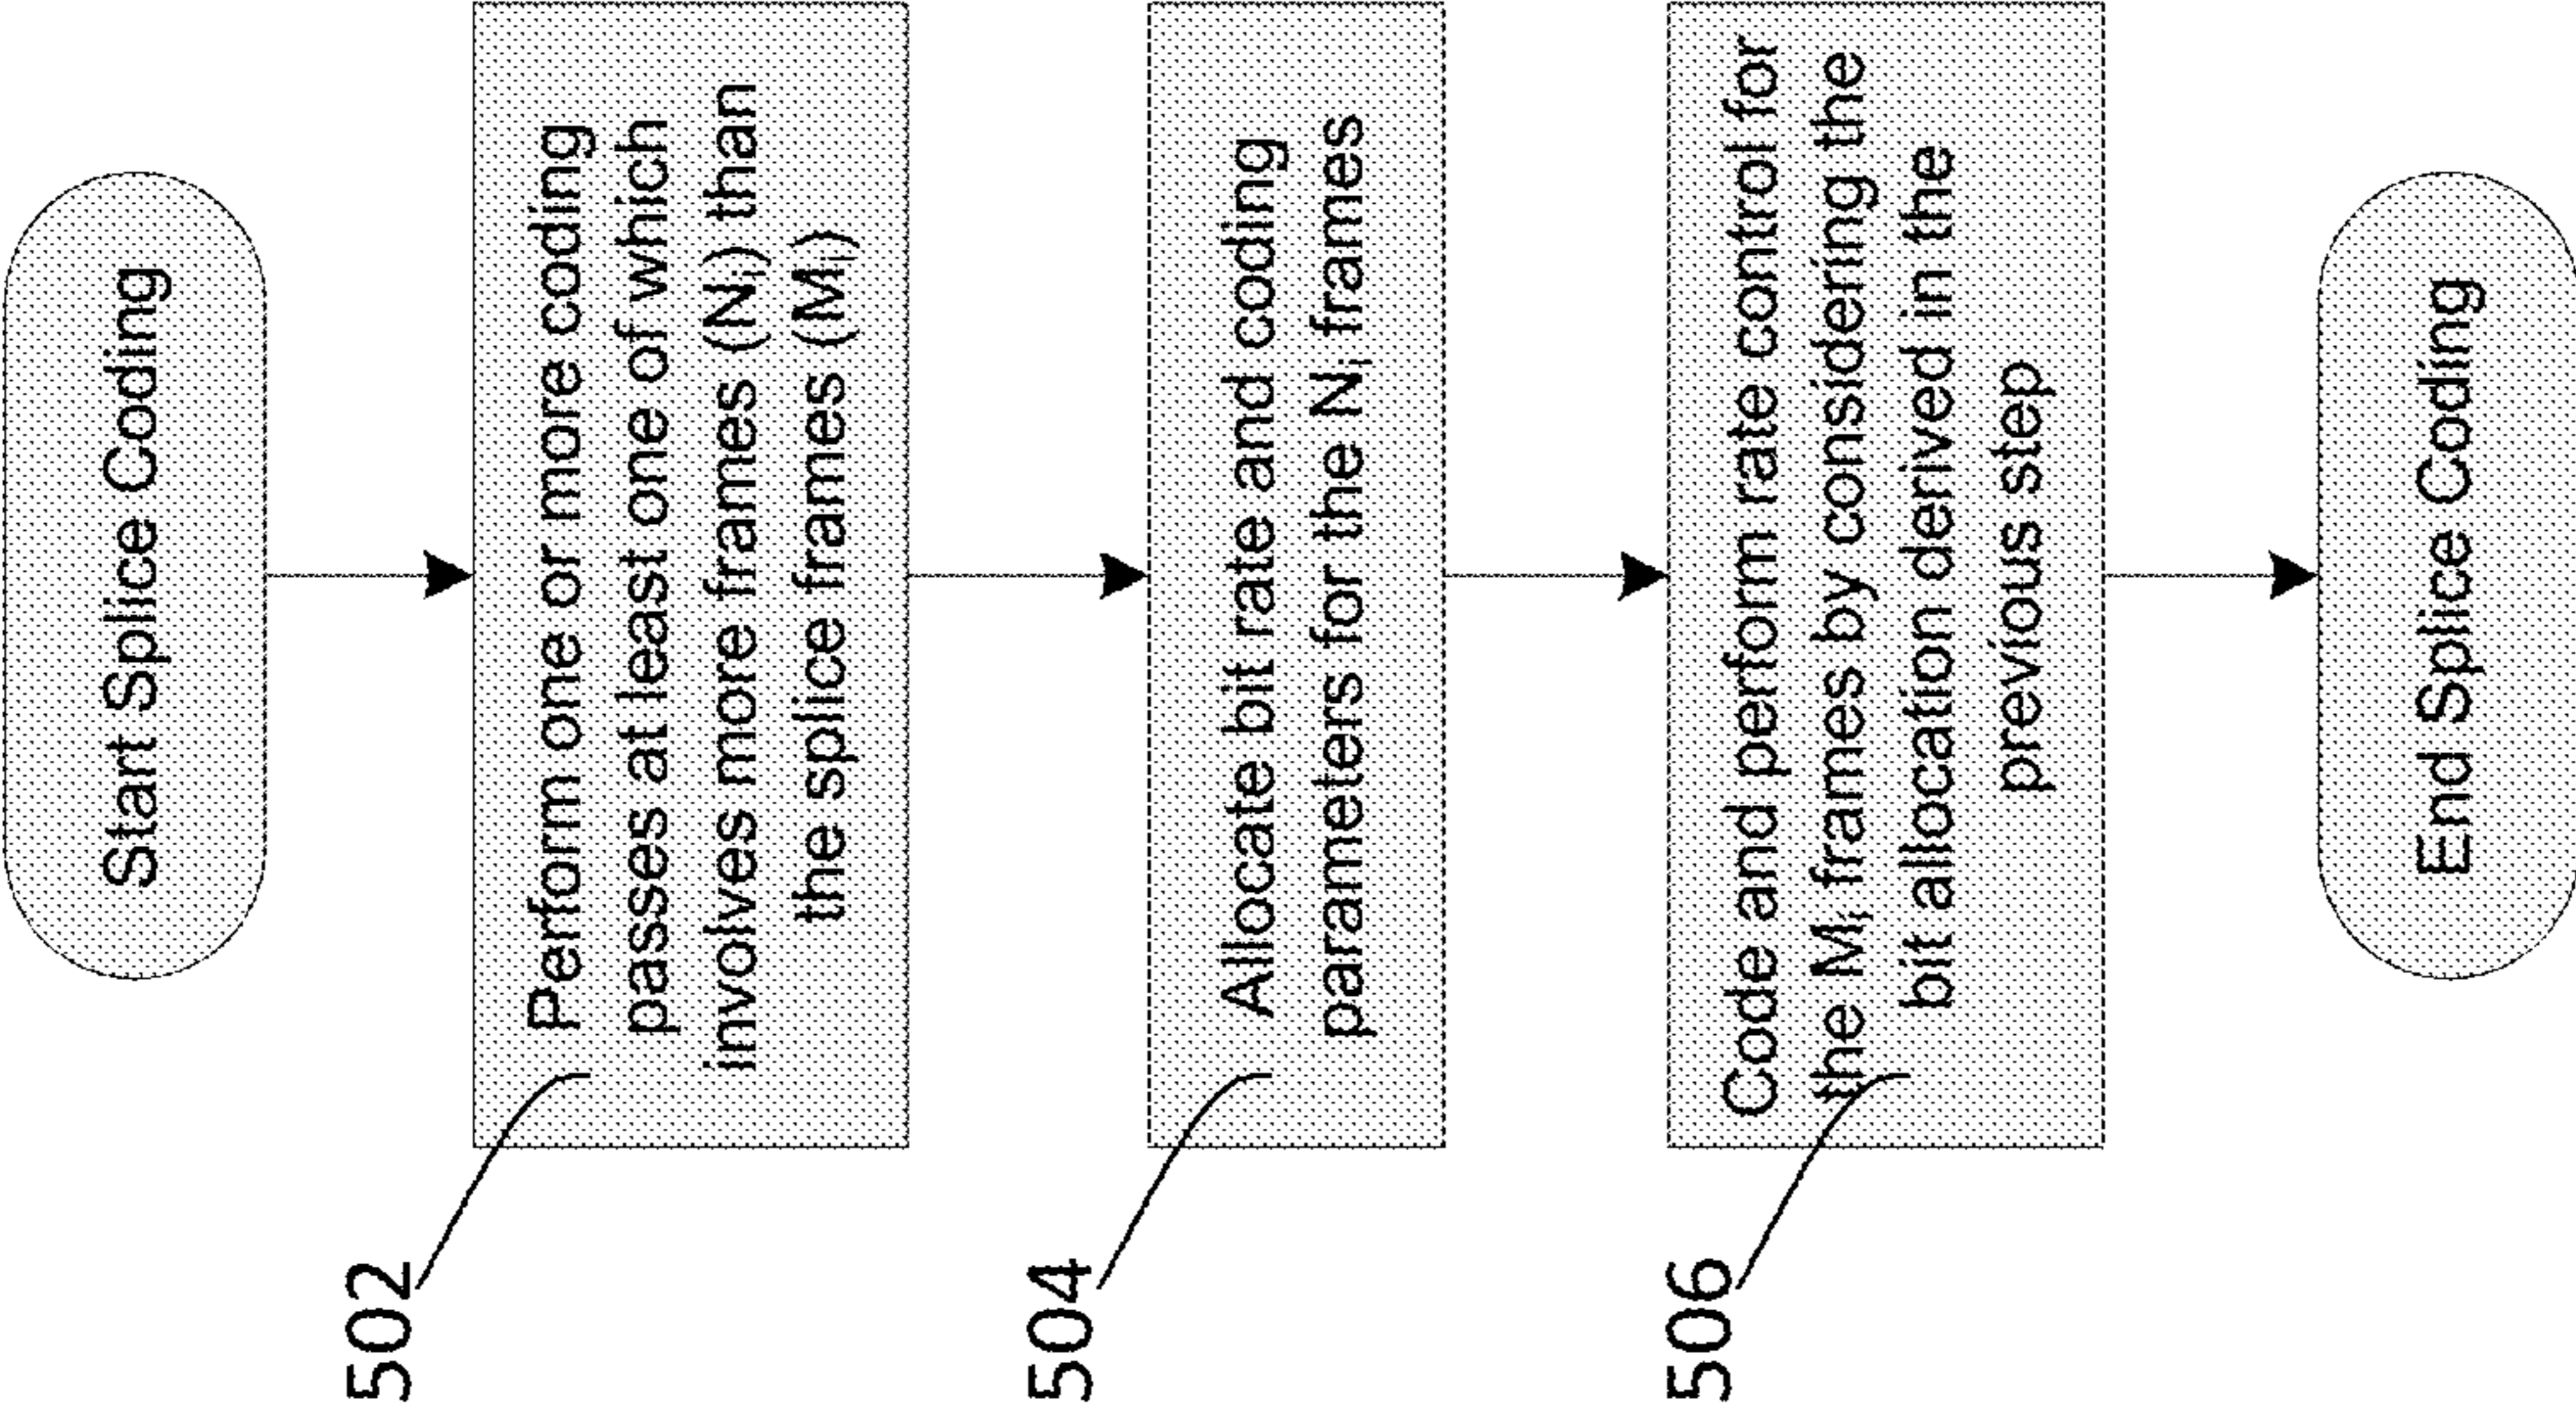 Start Splice Coding
502
Perform one or more coding
passes at least one of which
involves more frames (Nᵢ) than
the splice frames (Mᵢ)
504
Allocate bit rate and coding
parameters for the Nᵢ frames
506
Code and perform rate control for
the Mᵢ frames by considering the
bit allocation derived in the
previous step
End Splice Coding